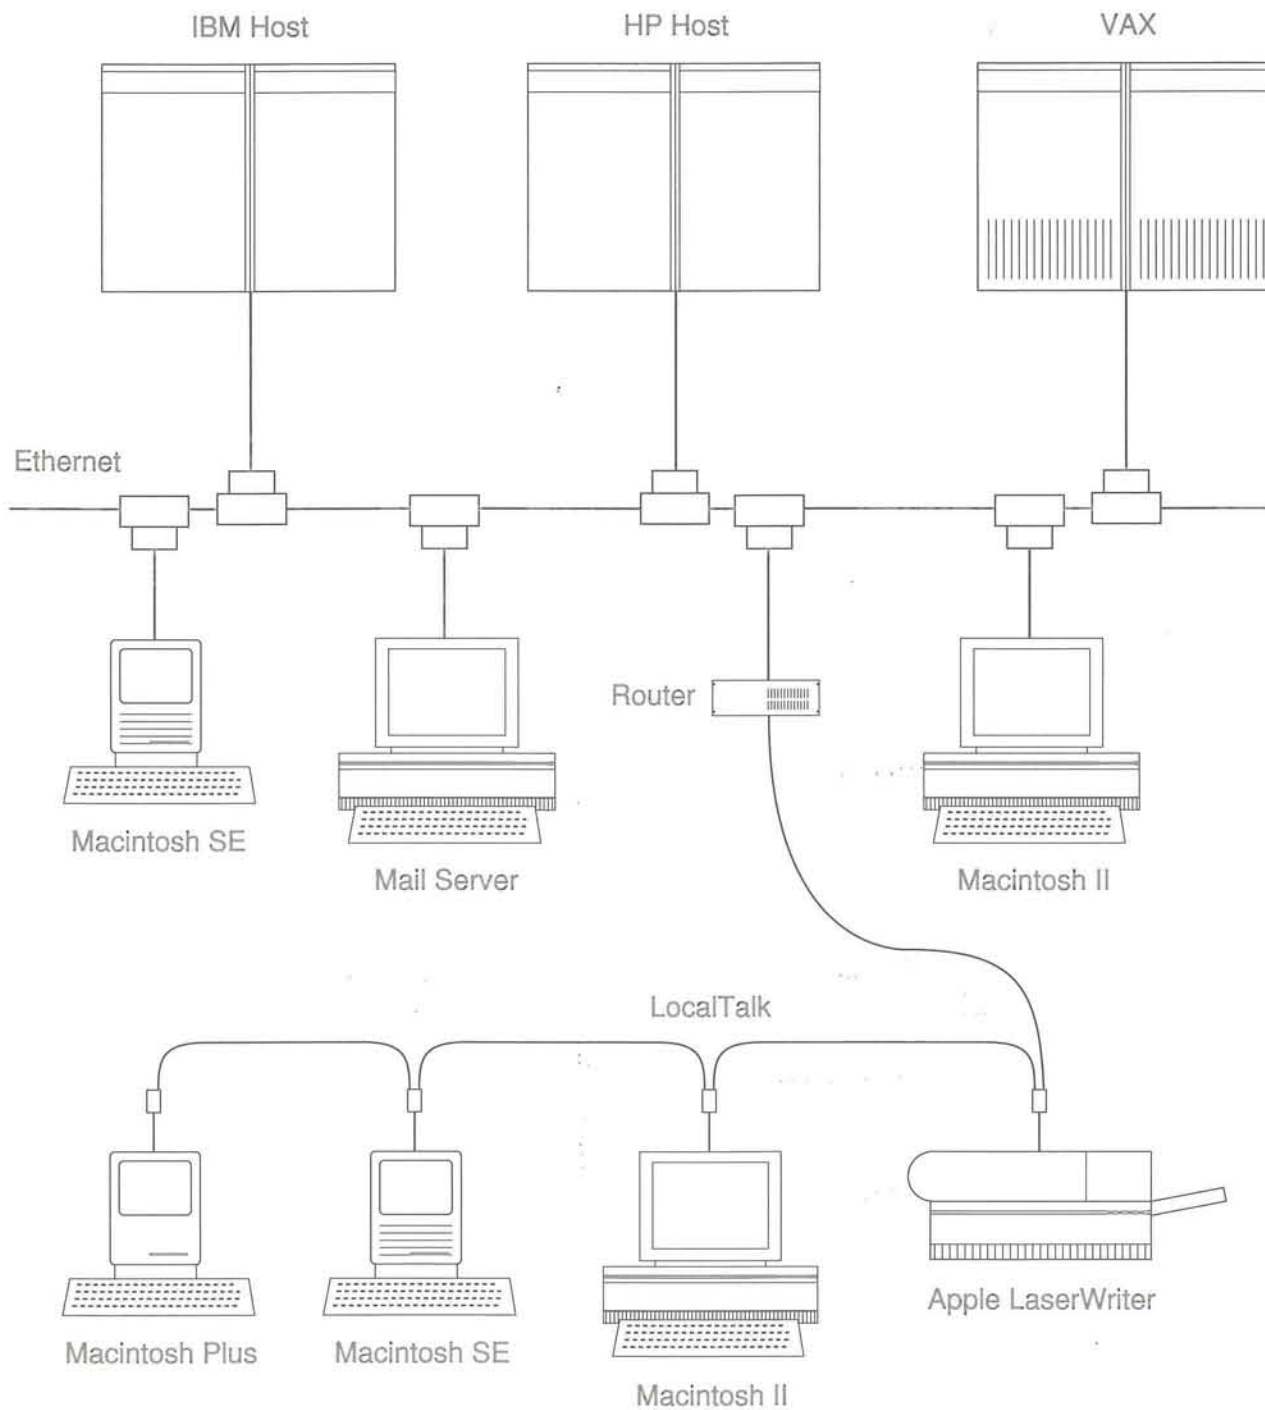 IBM Host
HP Host
VAX
Ethernet
Router
Macintosh SE
Mail Server
Macintosh II
LocalTalk
Macintosh Plus
Macintosh SE
Macintosh II
Apple LaserWriter